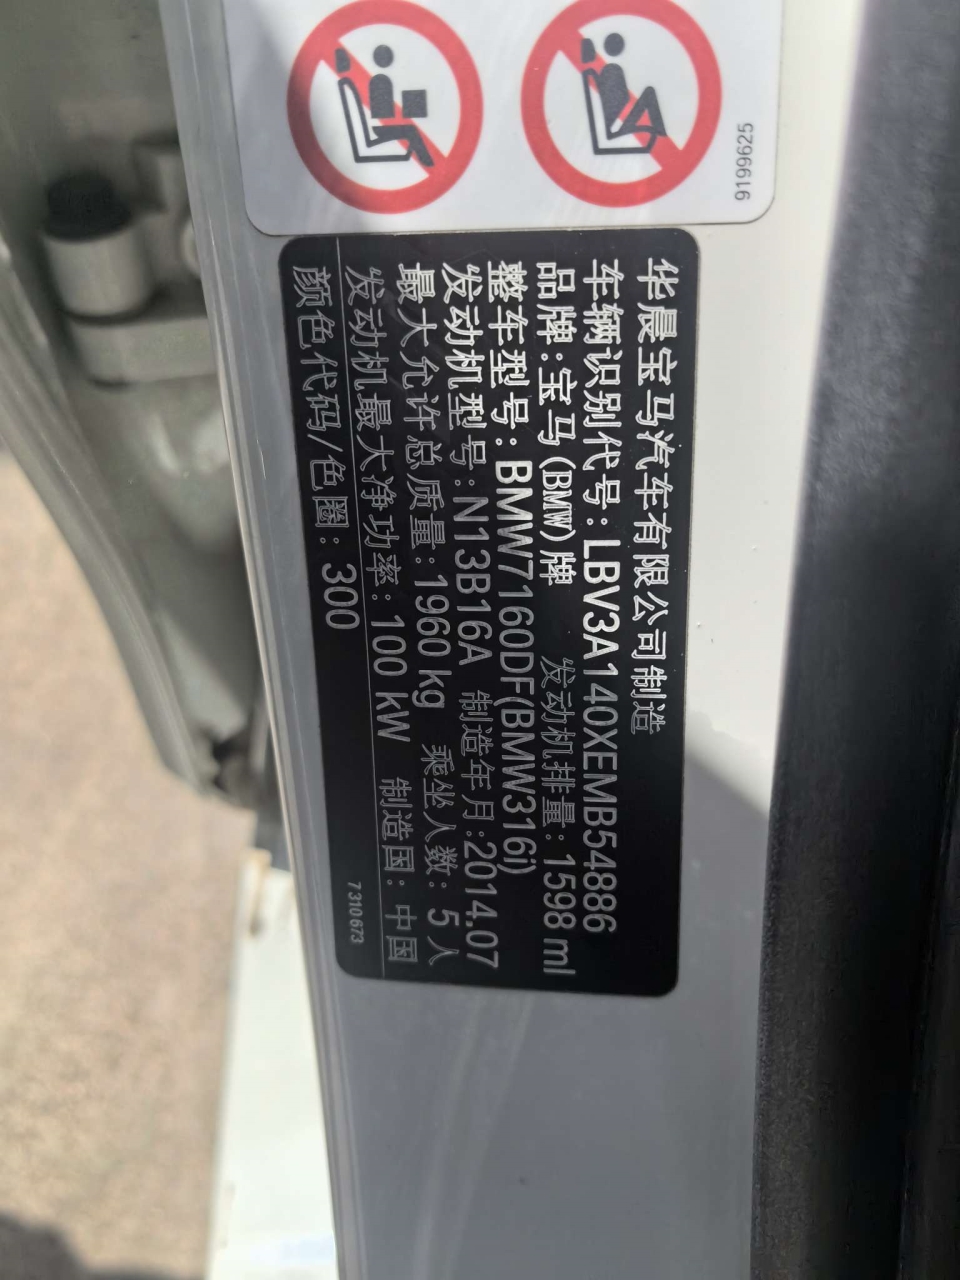 9199625
华晨宝马汽车有限公司制造
车辆识别代号:LBV3A140XEMB54886
品牌:宝马(BMW)牌 发动机排量:1598 ml
整车型号:BMW7160DF(BMW316i)
发动机型号:N13B16A 制造年月:2014.07
最大允许总质量:1960 kg 乘坐人数:5人
发动机最大净功率:100 kW 制造国:中国
颜色代码/色圈:300
7310673